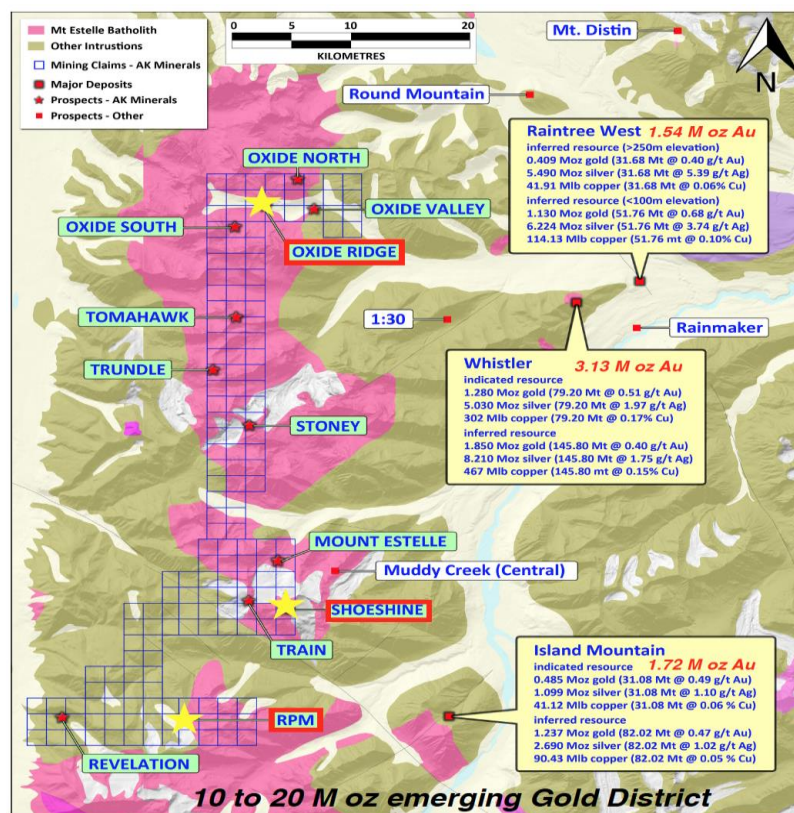 Mt Estelle Batholith
Other Intrustions
Mining Claims - AK Minerals
Major Deposits
Prospects - AK Minerals
Prospects - Other
0 5 10 20
KILOMETRES
N
Mt. Distin
Round Mountain
Raintree West 1.54 M oz Au
inferred resource (>250m elevation)
0.409 Moz gold (31.68 Mt @ 0.40 g/t Au)
5.490 Moz silver (31.68 Mt @ 5.39 g/t Ag)
41.91 Mlb copper (31.68 Mt @ 0.06% Cu)
inferred resource (<100m elevation)
1.130 Moz gold (51.76 Mt @ 0.68 g/t Au)
6.224 Moz silver (51.76 Mt @ 3.74 g/t Ag)
114.13 Mlb copper (51.76 mt @ 0.10% Cu)
OXIDE NORTH
OXIDE VALLEY
OXIDE SOUTH
OXIDE RIDGE
TOMAHAWK
1:30
Rainmaker
TRUNDLE
Whistler 3.13 M oz Au
indicated resource
1.280 Moz gold (79.20 Mt @ 0.51 g/t Au)
5.030 Moz silver (79.20 Mt @ 1.97 g/t Ag)
302 Mlb copper (79.20 Mt @ 0.17% Cu)
inferred resource
1.850 Moz gold (145.80 Mt @ 0.40 g/t Au)
8.210 Moz silver (145.80 Mt @ 1.75 g/t Ag)
467 Mlb copper (145.80 mt @ 0.15% Cu)
STONEY
MOUNT ESTELLE
Muddy Creek (Central)
SHOESHINE
TRAIN
Island Mountain
indicated resource 1.72 M oz Au
0.485 Moz gold (31.08 Mt @ 0.49 g/t Au)
1.099 Moz silver (31.08 Mt @ 1.10 g/t Ag)
41.12 Mlb copper (31.08 Mt @ 0.06 % Cu)
inferred resource
1.237 Moz gold (82.02 Mt @ 0.47 g/t Au)
2.690 Moz silver (82.02 Mt @ 1.02 g/t Ag)
90.43 Mlb copper (82.02 Mt @ 0.05 % Cu)
RPM
REVELATION
10 to 20 M oz emerging Gold District